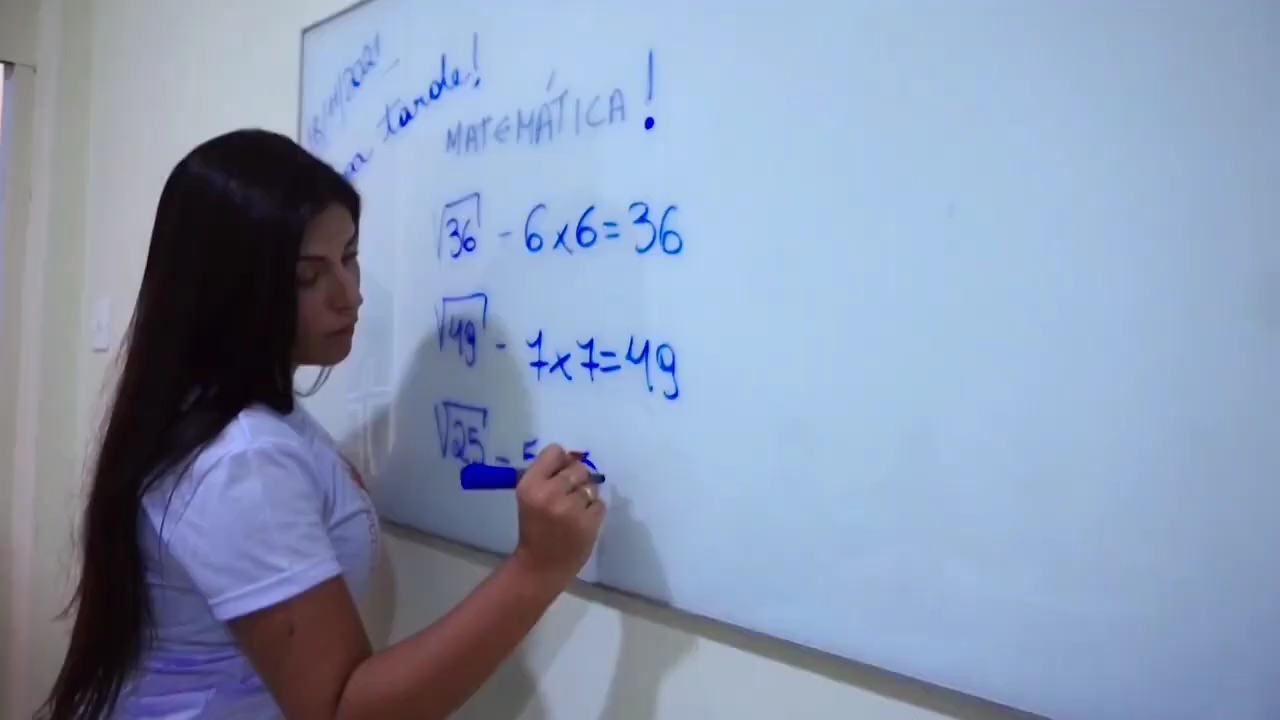 tarde!
MATEMÁTICA!
√36 - 6x6=36
√49 - 7x7=49
√25 - 5